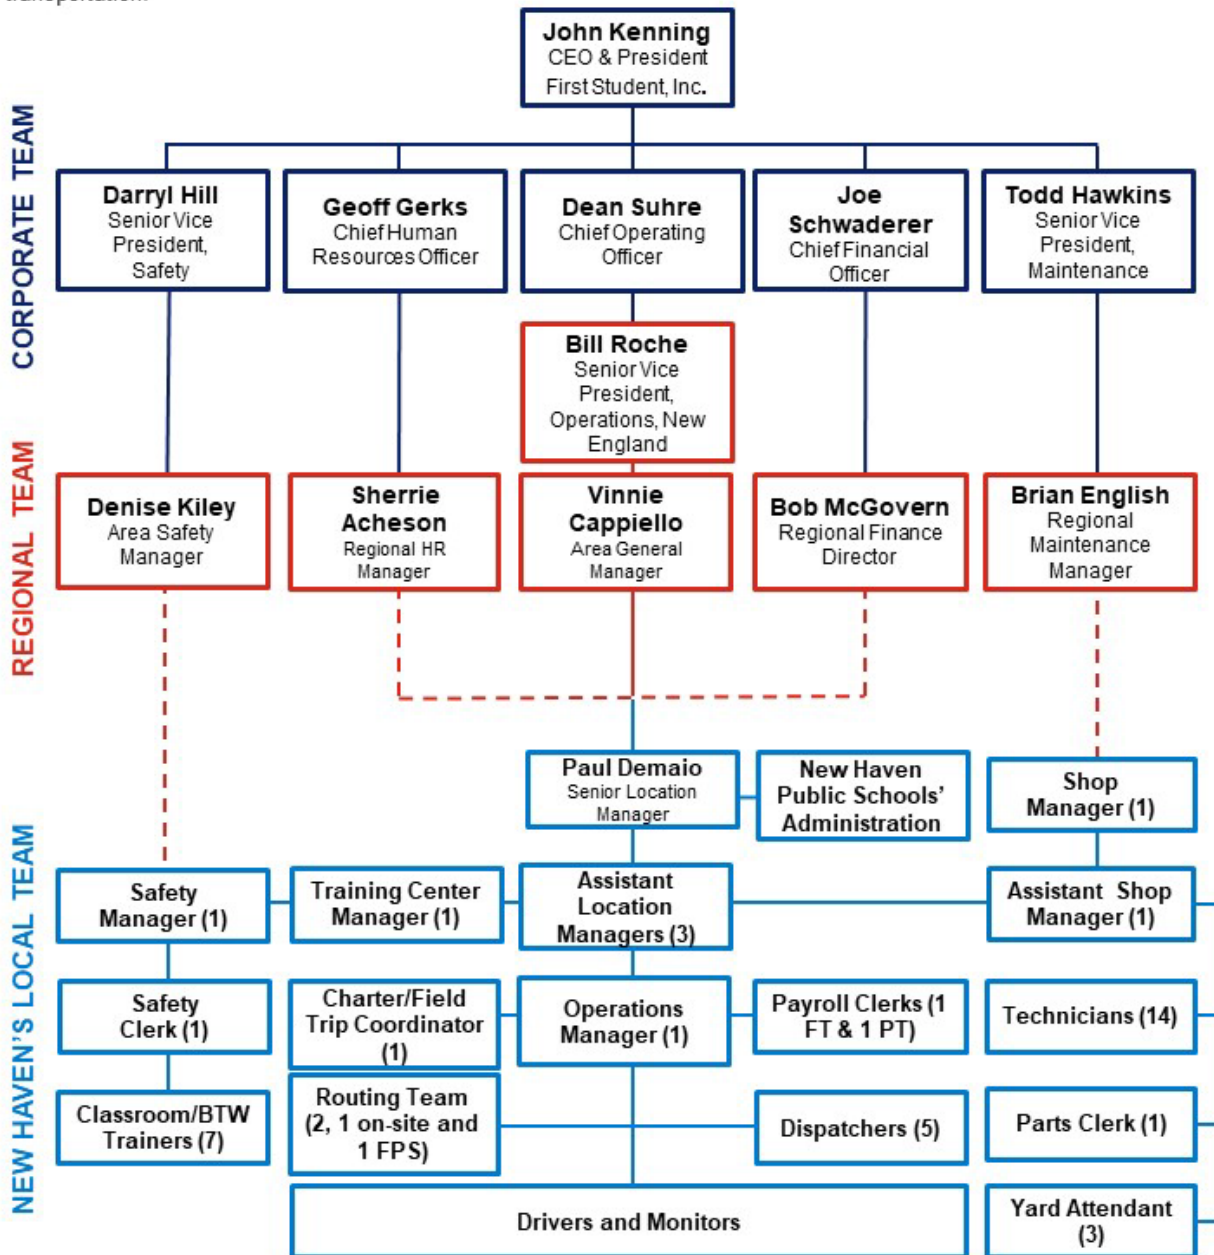 transportation.
John Kenning
CEO & President
First Student, Inc.
CORPORATE TEAM
Darryl Hill
Senior Vice
President,
Safety
Geoff Gerks
Chief Human
Resources Officer
Dean Suhre
Chief Operating
Officer
Joe
Schwaderer
Chief Financial
Officer
Todd Hawkins
Senior Vice
President,
Maintenance
Bill Roche
Senior Vice
President,
Operations, New
England
REGIONAL TEAM
Denise Kiley
Area Safety
Manager
Sherrie
Acheson
Regional HR
Manager
Vinnie
Cappiello
Area General
Manager
Bob McGovern
Regional Finance
Director
Brian English
Regional
Maintenance
Manager
NEW HAVEN'S LOCAL TEAM
Paul Demaio
Senior Location
Manager
New Haven
Public Schools’
Administration
Shop
Manager (1)
Safety
Manager (1)
Training Center
Manager (1)
Assistant
Location
Managers (3)
Assistant Shop
Manager (1)
Safety
Clerk (1)
Charter/Field
Trip Coordinator
(1)
Operations
Manager (1)
Payroll Clerks (1
FT & 1 PT)
Technicians (14)
Classroom/BTW
Trainers (7)
Routing Team
(2, 1 on-site and
1 FPS)
Dispatchers (5)
Parts Clerk (1)
Drivers and Monitors
Yard Attendant
(3)